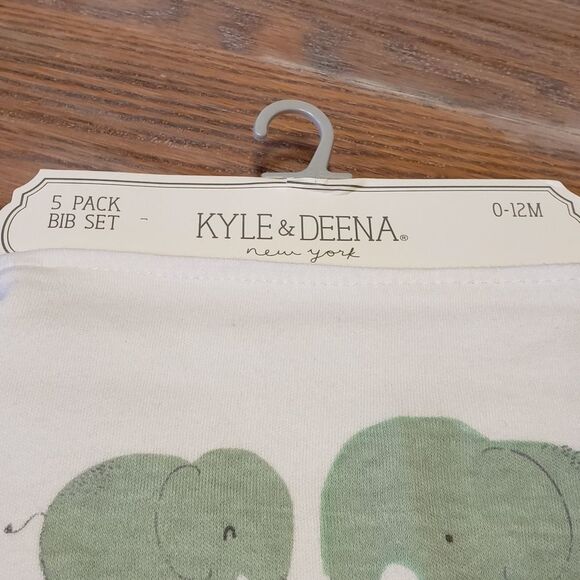 5 PACK
BIB SET -
KYLE & DEENA®
new york
0-12M